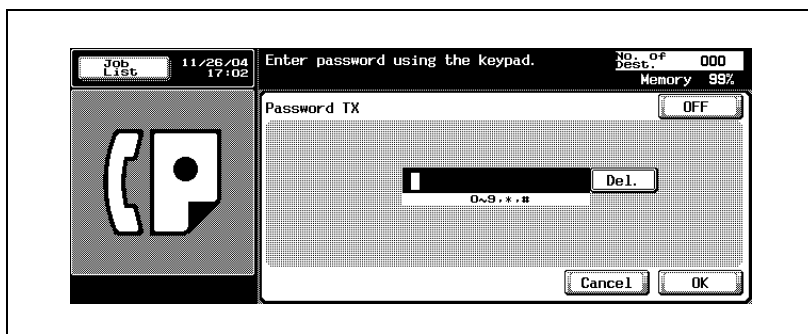 Job List
11/26/04
17:02
Enter password using the keypad.
No. of Dest. 000
Memory 99%
Password TX
OFF
Del.
0~9,*,#
Cancel
OK